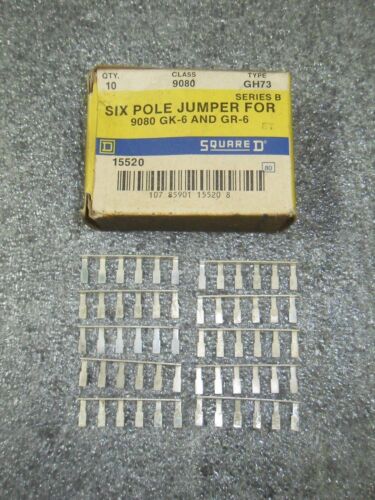 QTY. CLASS TYPE
10 9080 GH73
SERIES B
SIX POLE JUMPER FOR
9080 GK-6 AND GR-6
D SQUARE D
15520
80
107 85901 15520 8